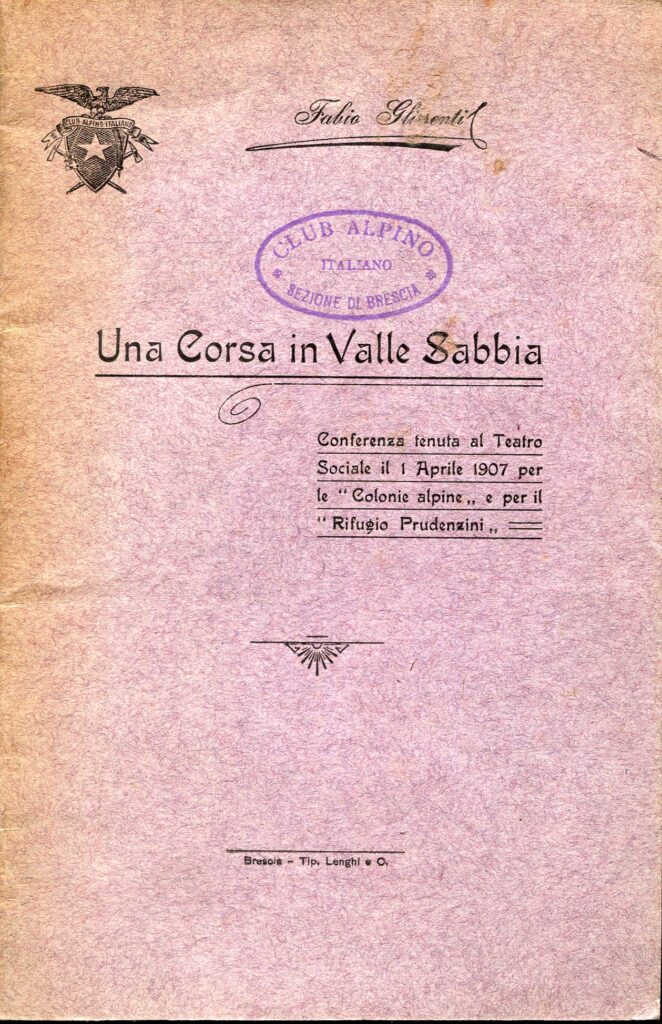 CLUB ALPINO ITALIANO
Fabio Glissenti
CLUB ALPINO
ITALIANO
SEZIONE DI BRESCIA
Una Corsa in Valle Sabbia
Conferenza tenuta al Teatro
Sociale il 1 Aprile 1907 per
le “ Colonie alpine „ e per il
“ Rifugio Prudenzini „
Brescia - Tip. Lenghi e C.